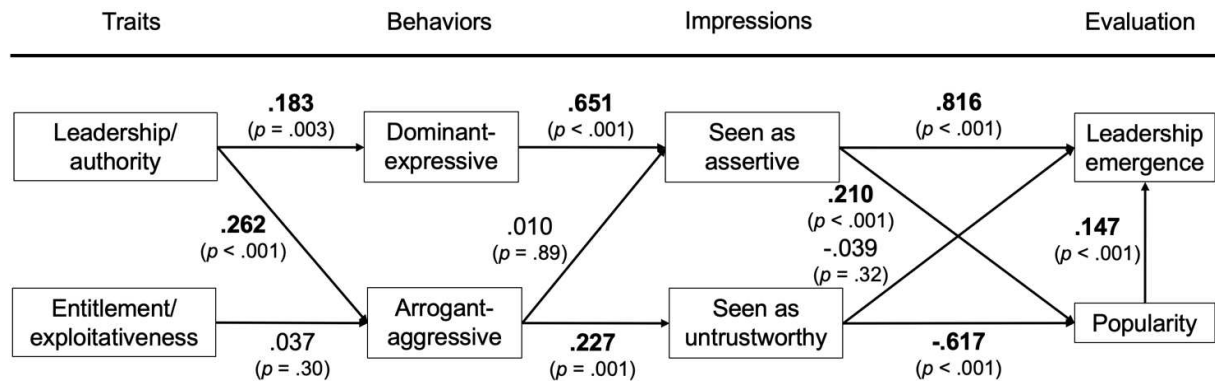 Traits Behaviors Impressions Evaluation
.183
(p = .003)
.651
(p < .001)
.816
(p < .001)
Leadership/
authority
Dominant-
expressive
Seen as
assertive
Leadership
emergence
.262
(p < .001)
.010
(p = .89)
.210
(p < .001)
-.039
(p = .32)
.147
(p < .001)
Entitlement/
exploitativeness
Arrogant-
aggressive
Seen as
untrustworthy
Popularity
.037
(p = .30)
.227
(p = .001)
-.617
(p < .001)